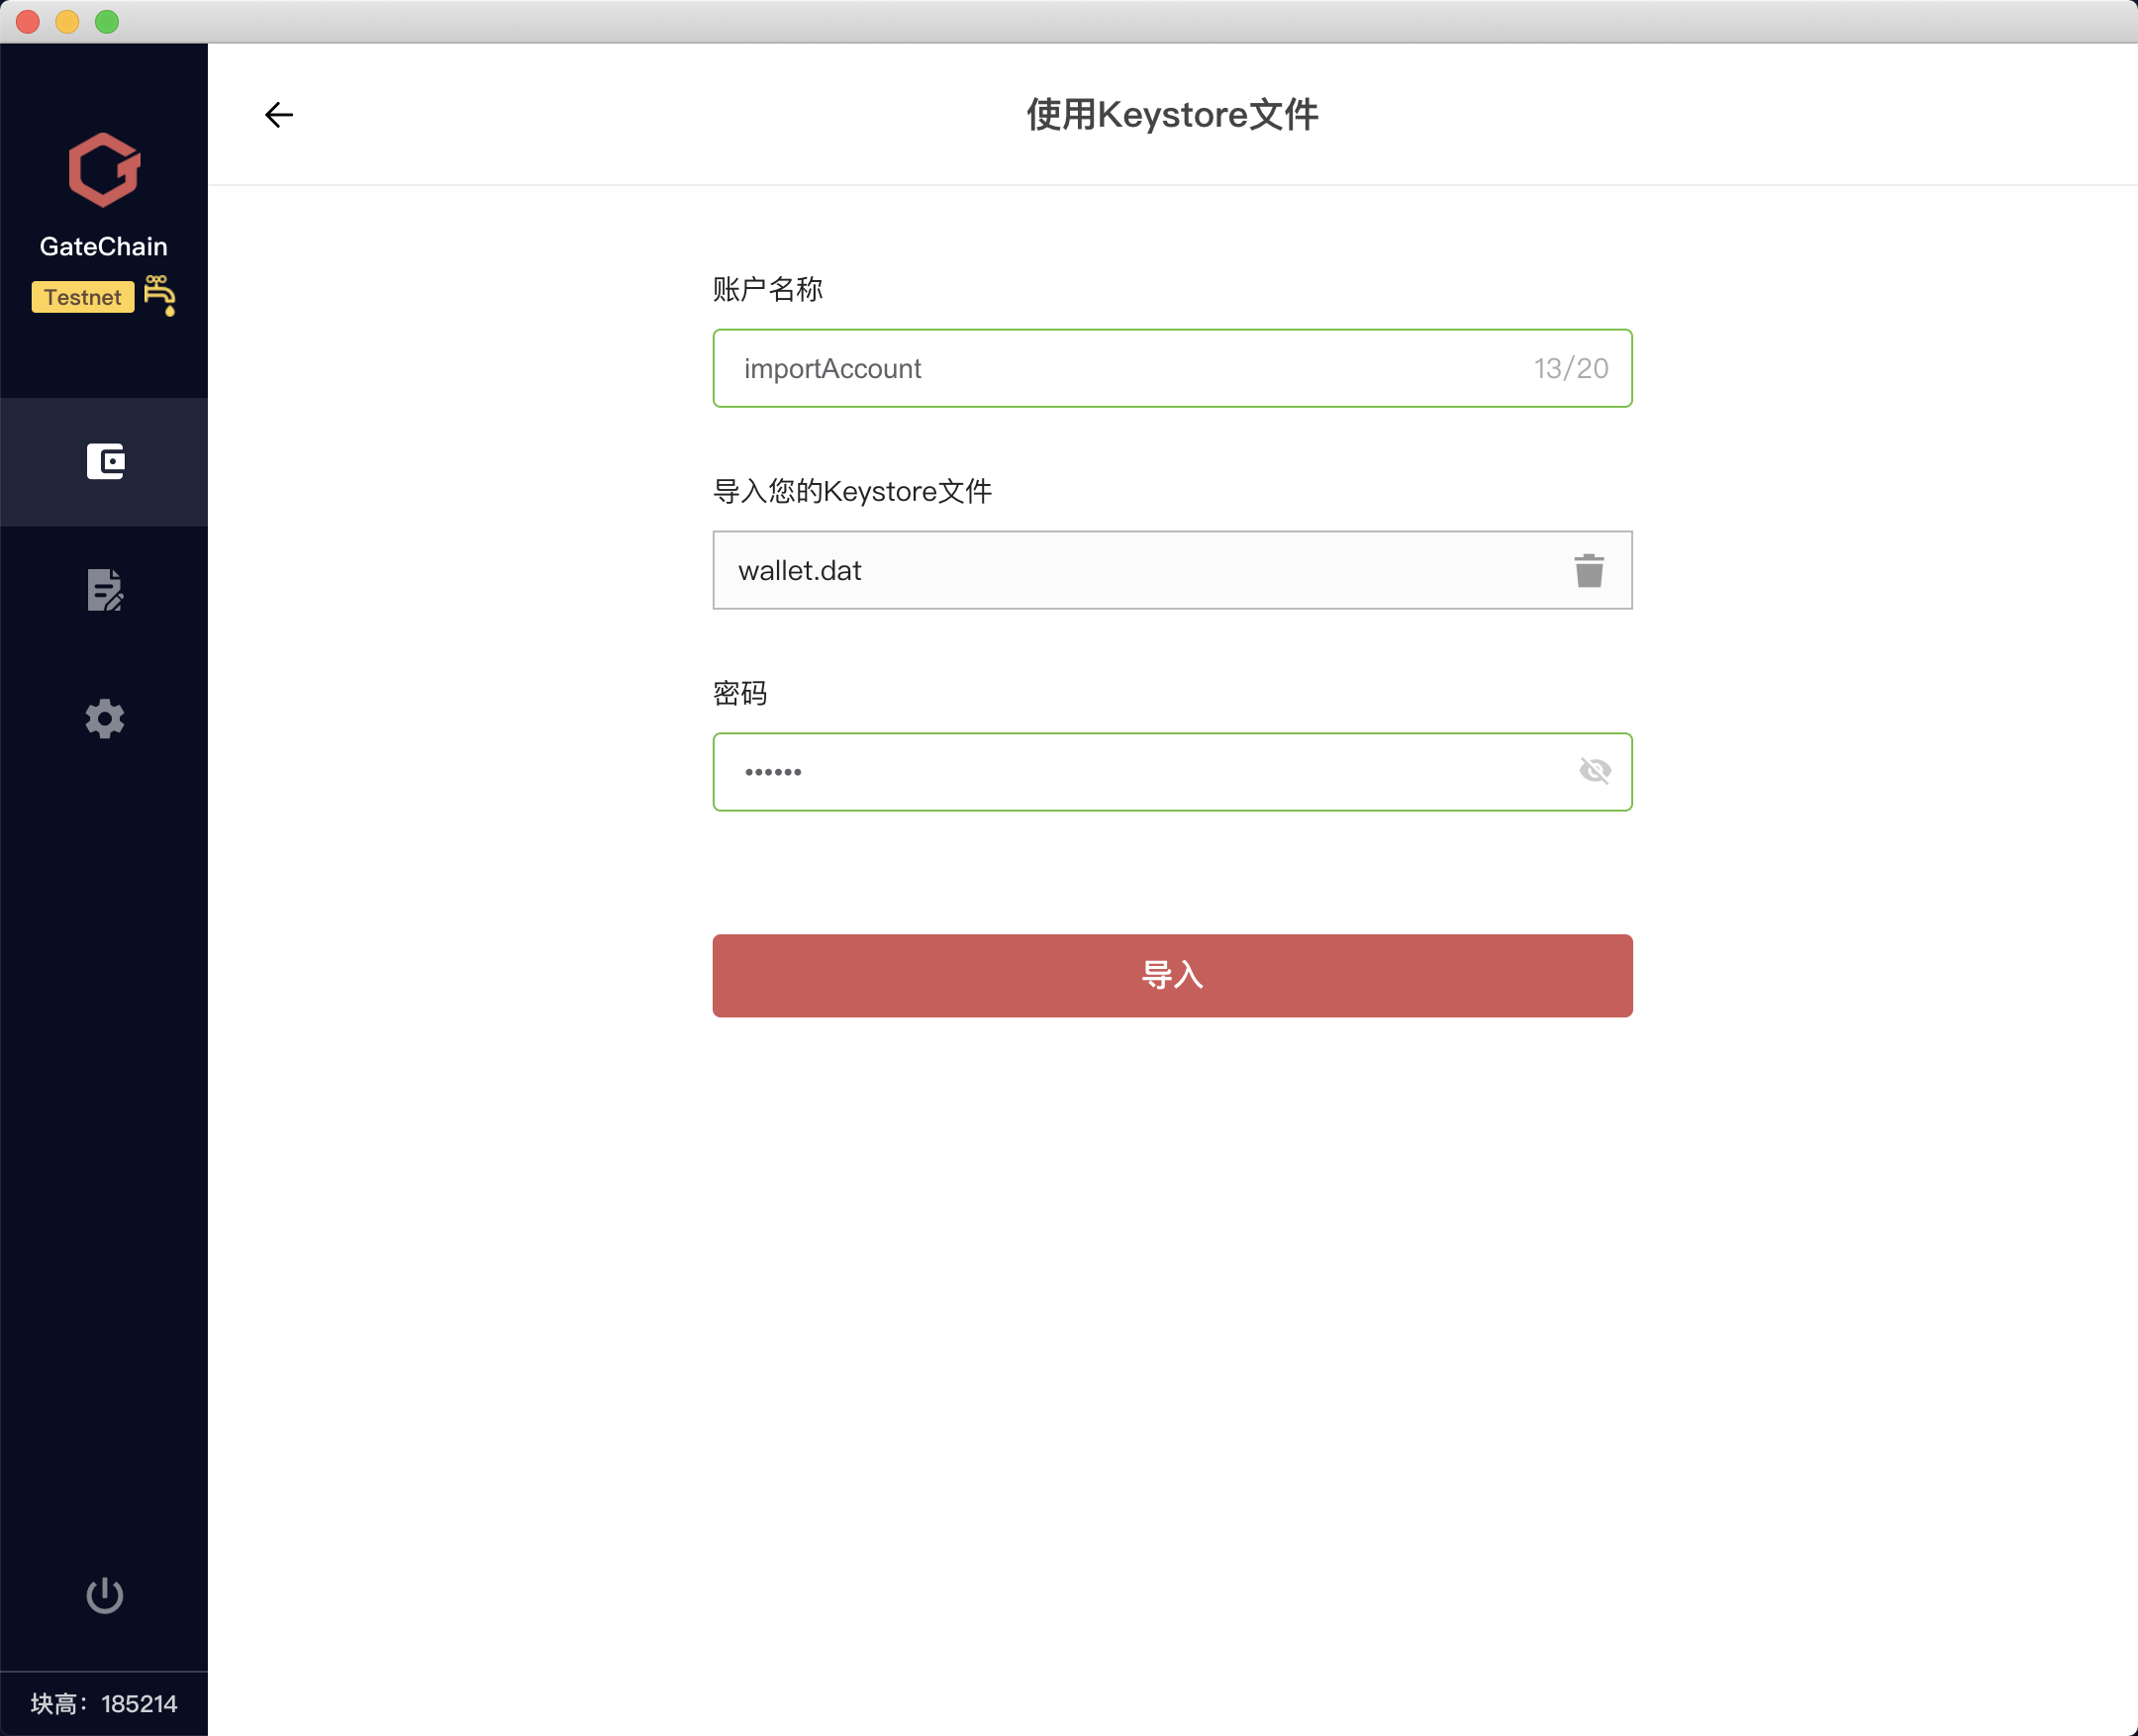 使用Keystore文件
GateChain
Testnet
账户名称
importAccount 13/20
导入您的Keystore文件
wallet.dat
密码
••••••
导入
块高：185214